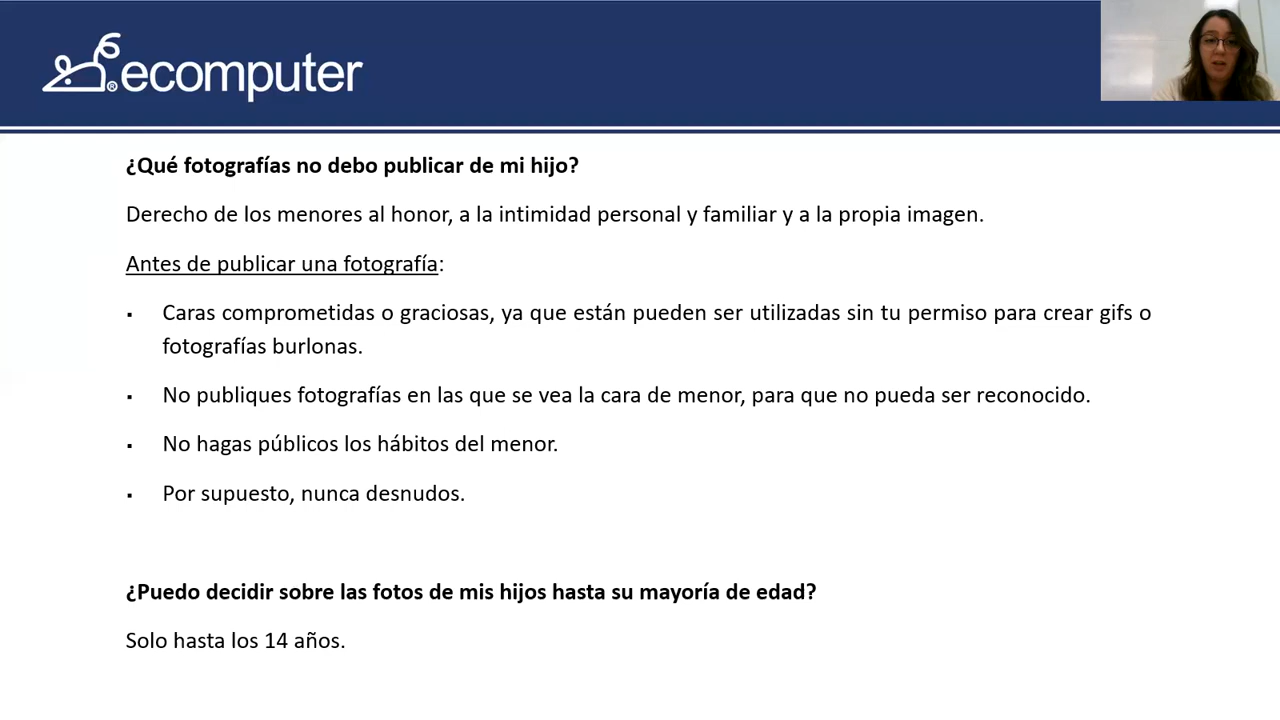 ecomputer
¿Qué fotografías no debo publicar de mi hijo?
Derecho de los menores al honor, a la intimidad personal y familiar y a la propia imagen.
Antes de publicar una fotografía:
▪ Caras comprometidas o graciosas, ya que están pueden ser utilizadas sin tu permiso para crear gifs o
fotografías burlonas.
▪ No publiques fotografías en las que se vea la cara de menor, para que no pueda ser reconocido.
▪ No hagas públicos los hábitos del menor.
▪ Por supuesto, nunca desnudos.
¿Puedo decidir sobre las fotos de mis hijos hasta su mayoría de edad?
Solo hasta los 14 años.